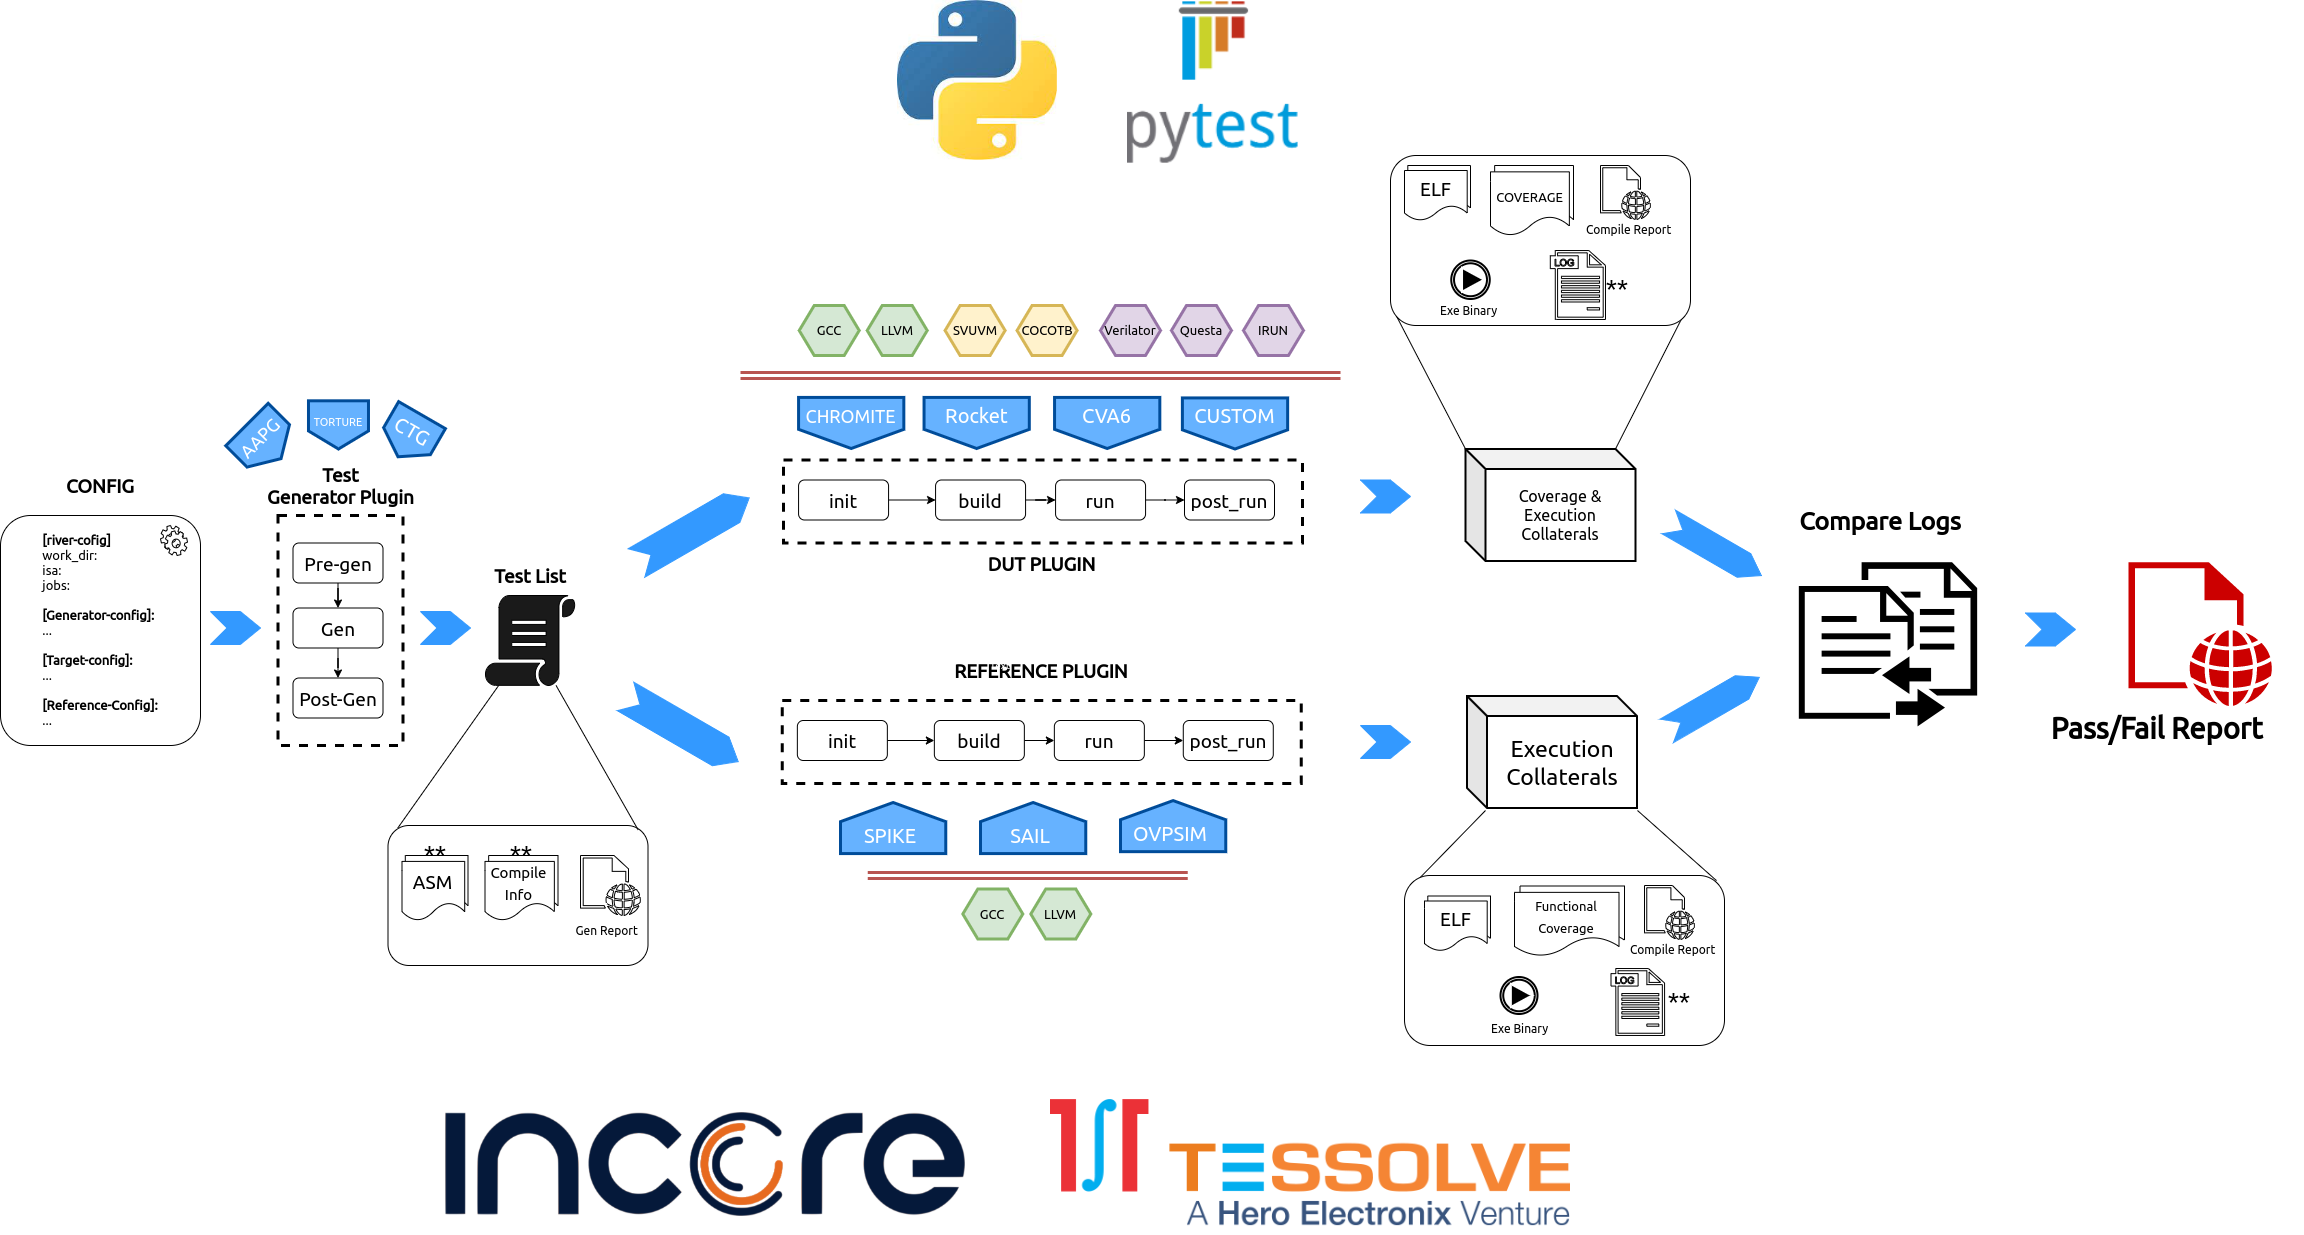 pytest
ELF
COVERAGE
Compile Report
LOG
**
Exe Binary
GCC
LLVM
SVUVM
COCOTB
Verilator
Questa
IRUN
CHROMITE
Rocket
CVA6
CUSTOM
init
build
run
post_run
DUT PLUGIN
AAPG
TORTURE
CTG
CONFIG
[river-cofig]
work_dir:
isa:
jobs:
[Generator-config]:
...
[Target-config]:
...
[Reference-Config]:
...
Test
Generator Plugin
Pre-gen
Gen
Post-Gen
Test List
**
ASM
**
Compile
Info
Gen Report
REFERENCE PLUGIN
init
build
run
post_run
SPIKE
SAIL
OVPSIM
GCC
LLVM
Coverage &
Execution
Collaterals
Execution
Collaterals
ELF
Functional
Coverage
Compile Report
Exe Binary
LOG
**
Compare Logs
Pass/Fail Report
INCORE
TESSOLVE
A Hero Electronix Venture